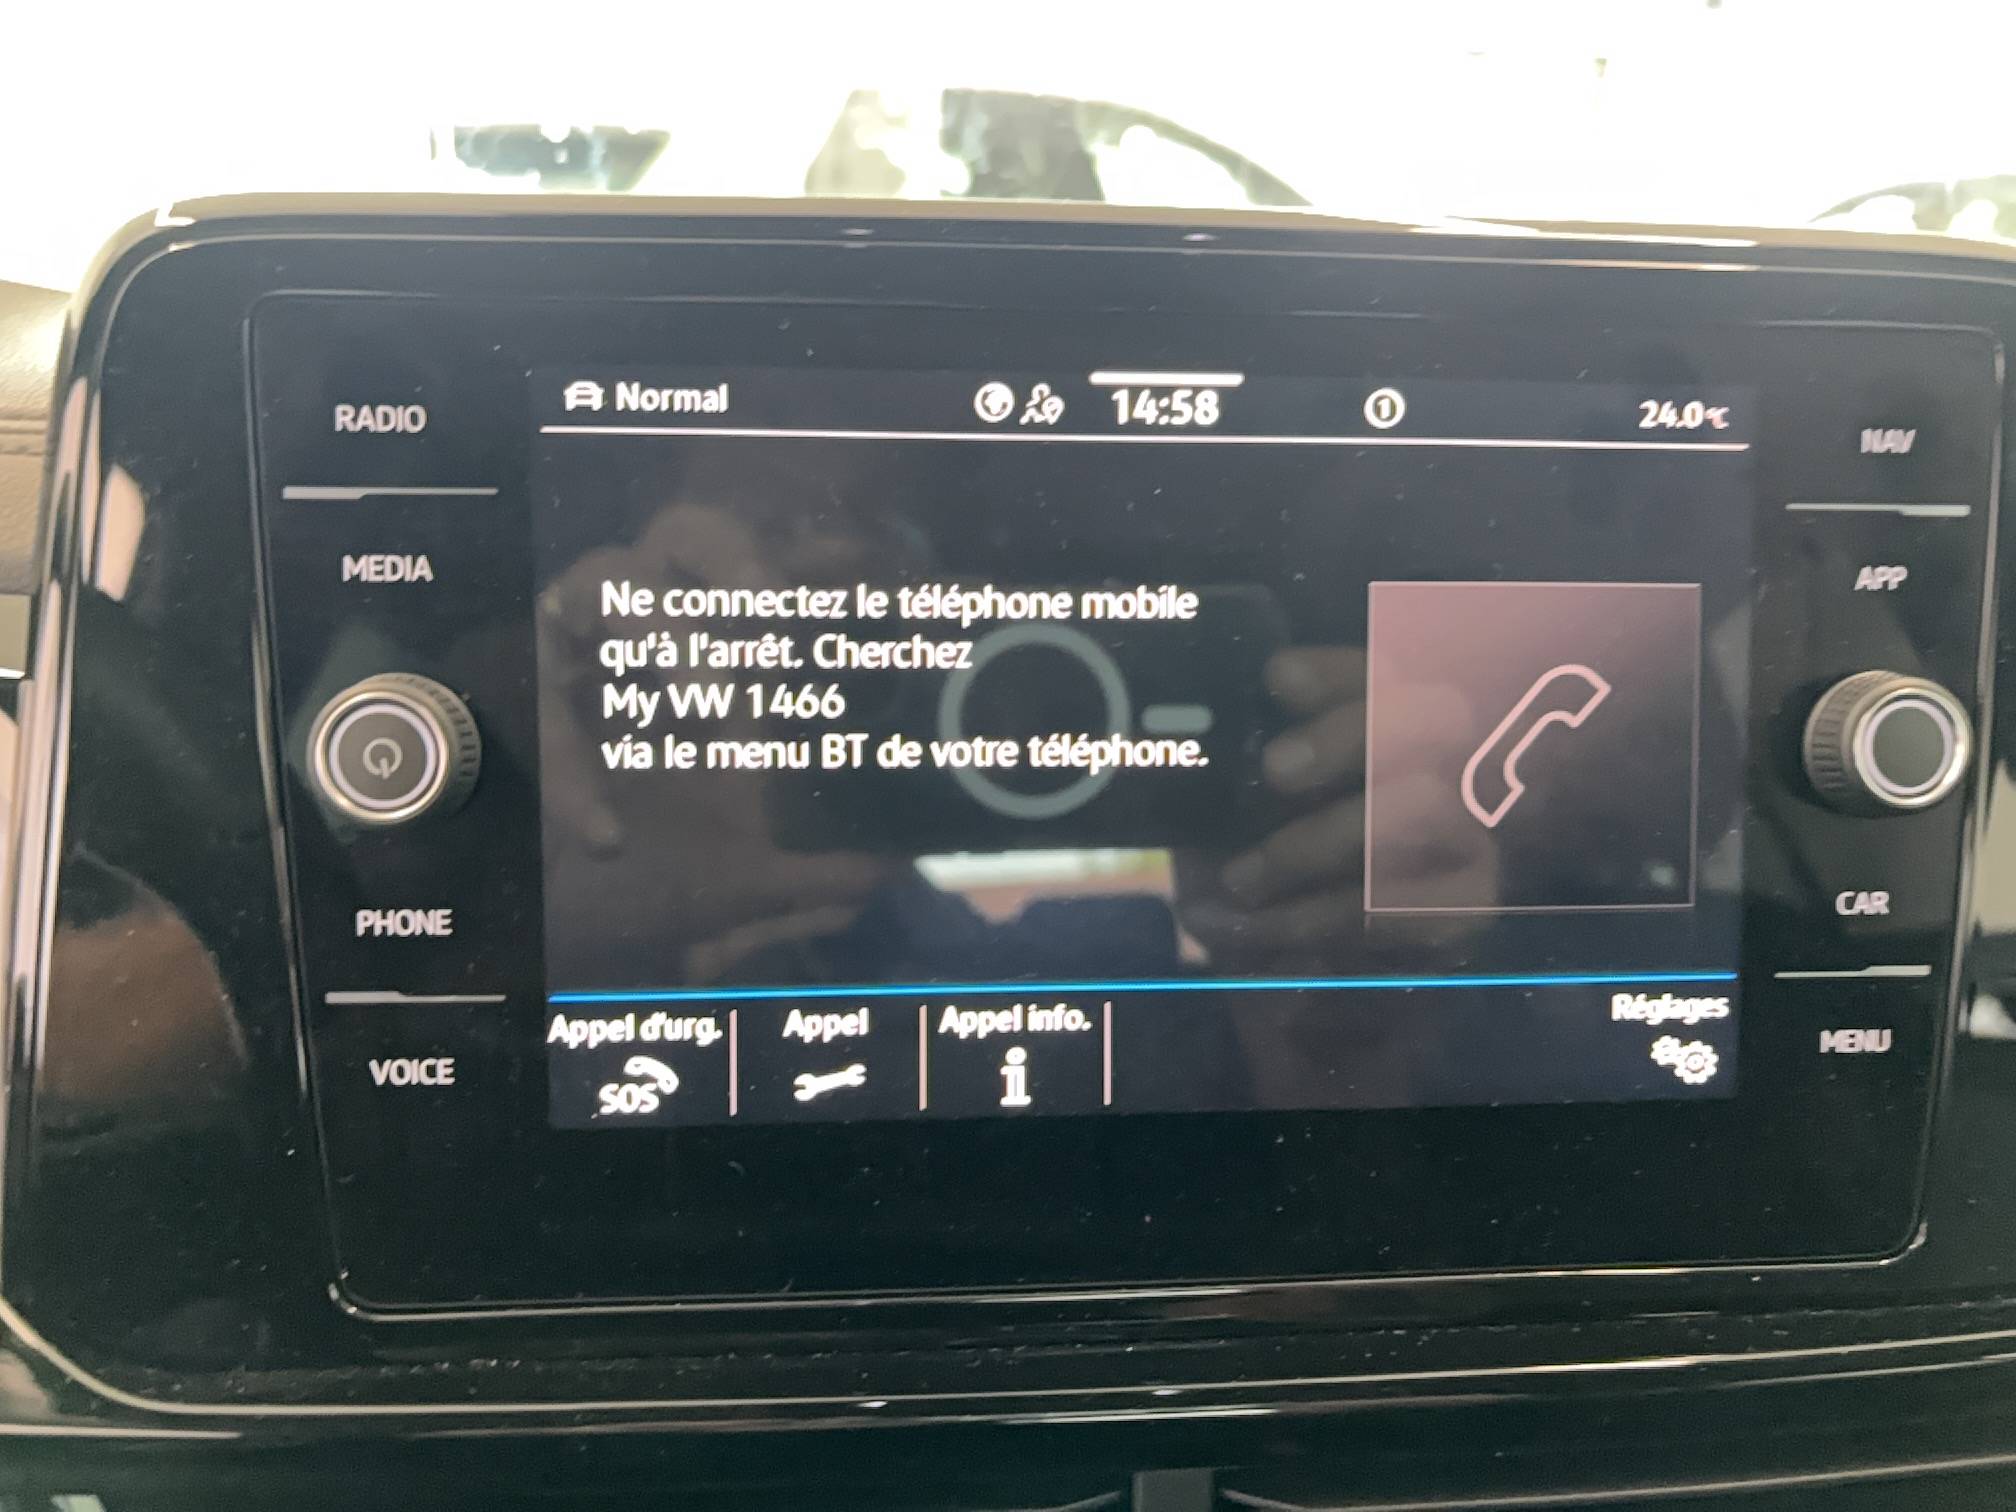 RADIO
MEDIA
PHONE
VOICE
Normal
14:58
1
24.0°C
Ne connectez le téléphone mobile
qu'à l'arrêt. Cherchez
My VW 1466
via le menu BT de votre téléphone.
Appel d'urg.
SOS
Appel
Appel info.
i
Réglages
NAV
APP
CAR
MENU